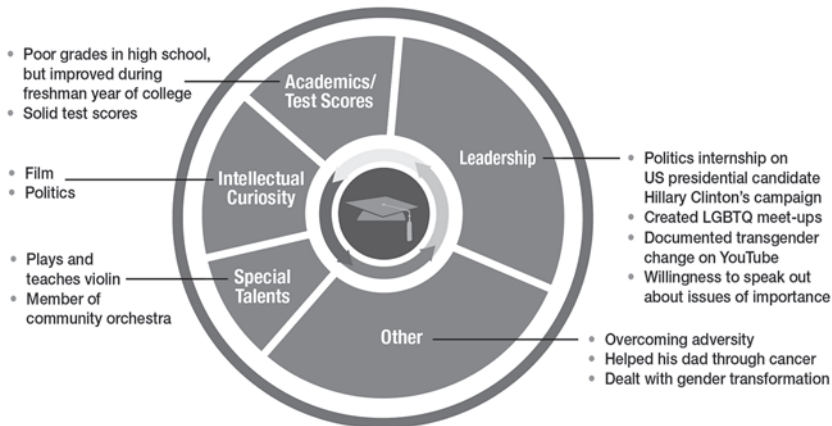 • Poor grades in high school,
but improved during
freshman year of college
• Solid test scores
Academics/
Test Scores
Leadership
• Politics internship on
US presidential candidate
Hillary Clinton's campaign
• Created LGBTQ meet-ups
• Documented transgender
change on YouTube
• Willingness to speak out
about issues of importance
• Film
• Politics
Intellectual
Curiosity
• Plays and
teaches violin
• Member of
community orchestra
Special
Talents
Other
• Overcoming adversity
• Helped his dad through cancer
• Dealt with gender transformation